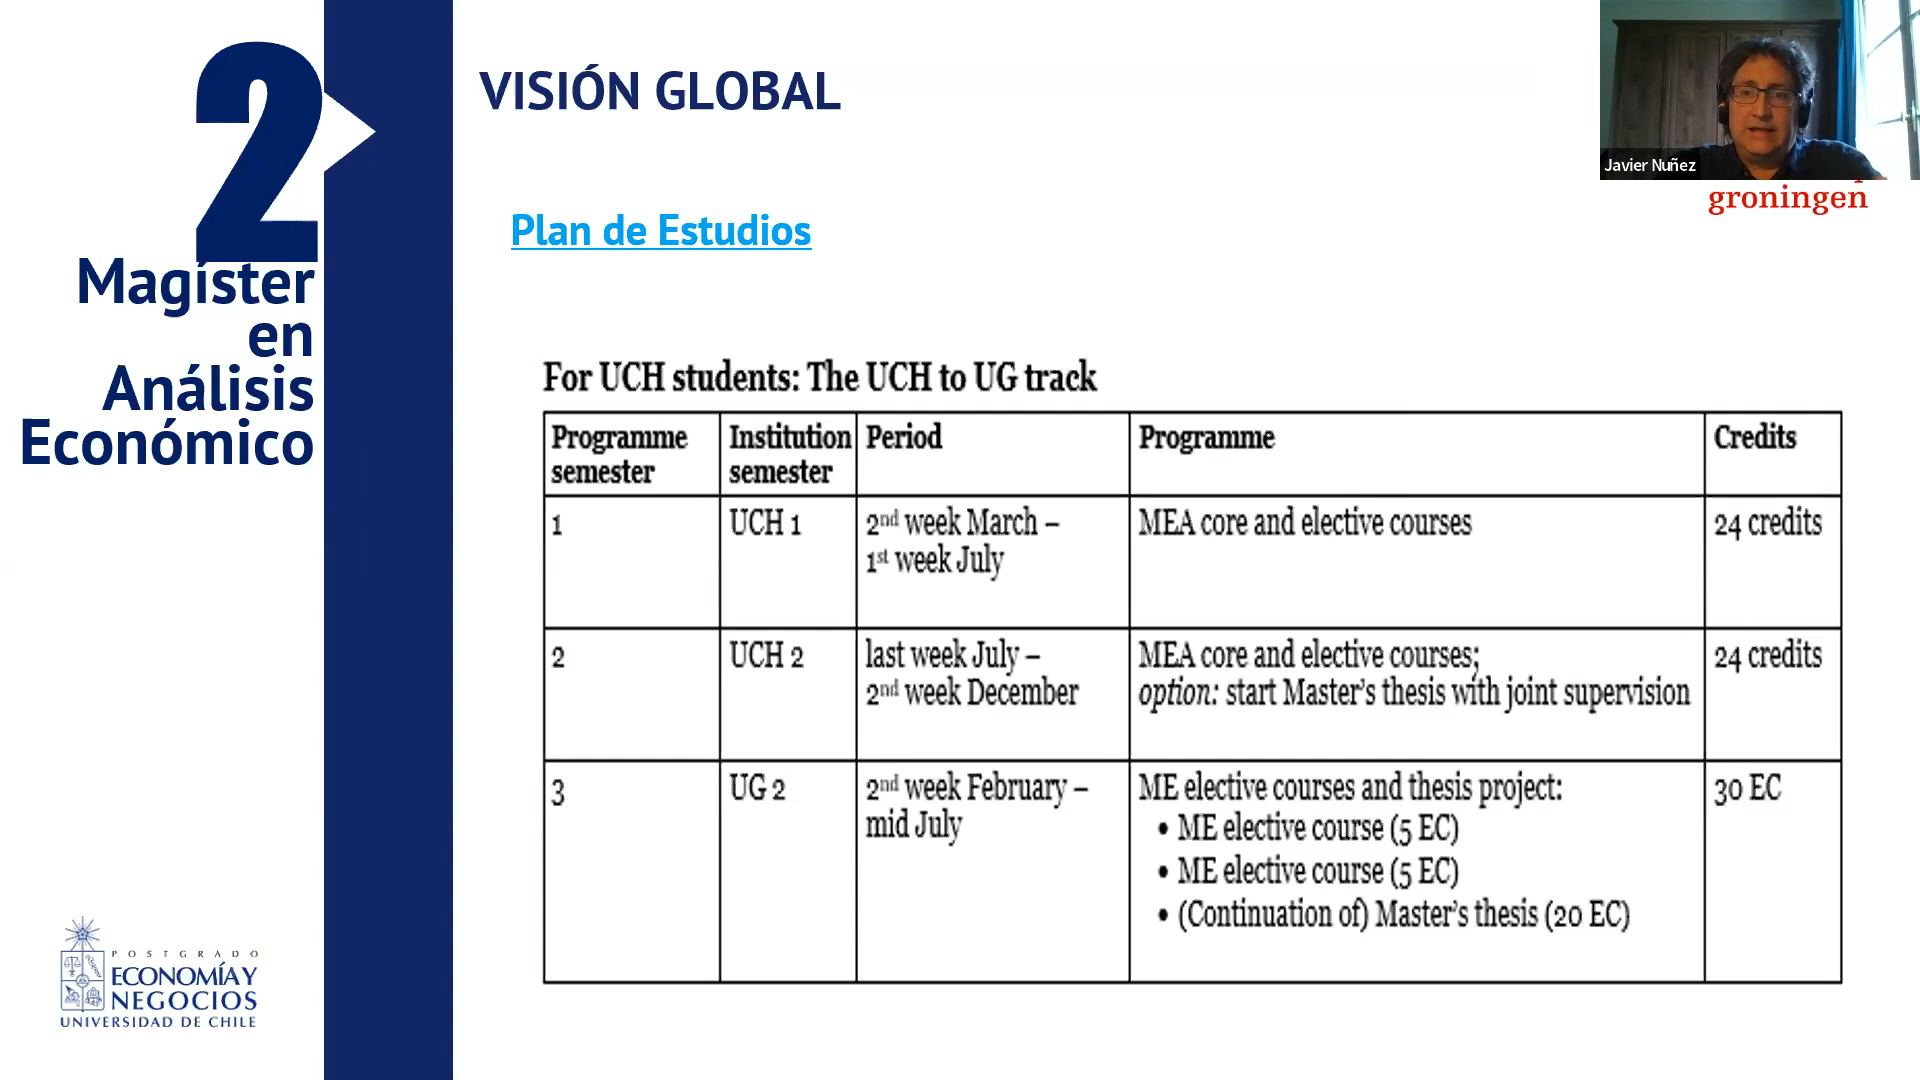 2
Magíster
en
Análisis
Económico
VISIÓN GLOBAL
Plan de Estudios
Javier Nuñez
groningen
For UCH students: The UCH to UG track
Programme semester
Institution semester
Period
Programme
Credits
1
UCH 1
2nd week March –
1st week July
MEA core and elective courses
24 credits
2
UCH 2
last week July –
2nd week December
MEA core and elective courses;
option: start Master's thesis with joint supervision
24 credits
3
UG 2
2nd week February –
mid July
ME elective courses and thesis project:
• ME elective course (5 EC)
• ME elective course (5 EC)
• (Continuation of) Master's thesis (20 EC)
30 EC
POSTGRADO
ECONOMÍA Y
NEGOCIOS
UNIVERSIDAD DE CHILE